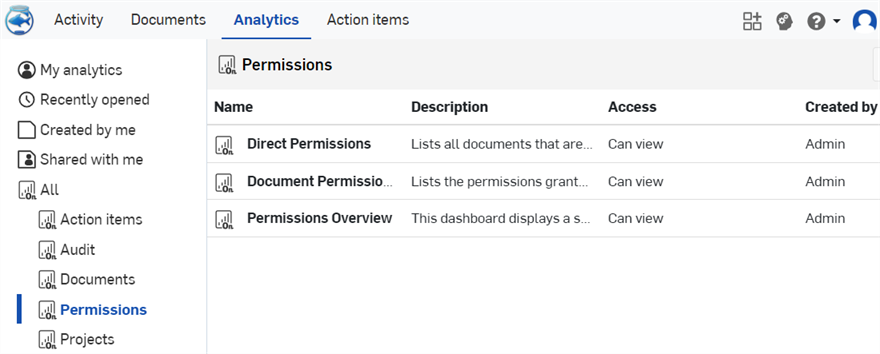 Activity Documents Analytics Action items
My analytics
Recently opened
Created by me
Shared with me
All
Action items
Audit
Documents
Permissions
Projects
Permissions
Name Description Access Created by
Direct Permissions Lists all documents that are... Can view Admin
Document Permissio... Lists the permissions grant... Can view Admin
Permissions Overview This dashboard displays a s... Can view Admin